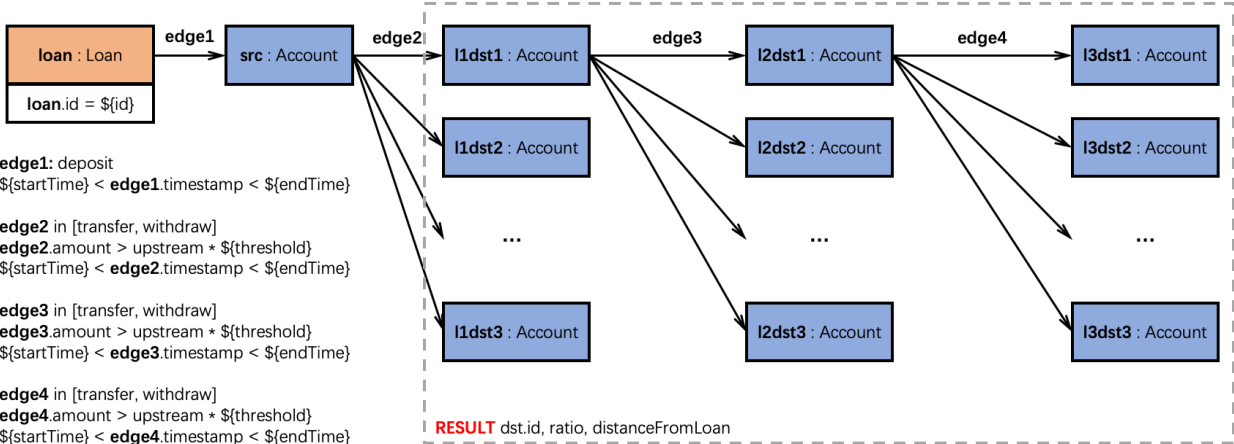 edge1
edge2
edge3
edge4
loan : Loan
src : Account
l1dst1 : Account
l2dst1 : Account
l3dst1 : Account
loan.id = ${id}
l1dst2 : Account
l2dst2 : Account
l3dst2 : Account
edge1: deposit
${startTime} < edge1.timestamp < ${endTime}
edge2 in [transfer, withdraw]
edge2.amount > upstream * ${threshold}
${startTime} < edge2.timestamp < ${endTime}
... ... ...
edge3 in [transfer, withdraw]
edge3.amount > upstream * ${threshold}
${startTime} < edge3.timestamp < ${endTime}
l1dst3 : Account
l2dst3 : Account
l3dst3 : Account
edge4 in [transfer, withdraw]
edge4.amount > upstream * ${threshold}
${startTime} < edge4.timestamp < ${endTime}
RESULT dst.id, ratio, distanceFromLoan